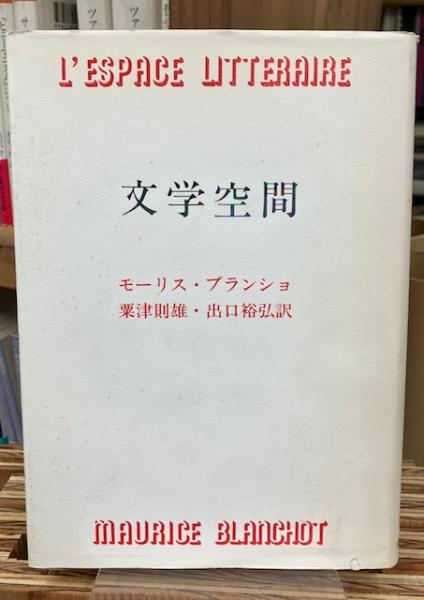 L'ESPACE LITTERAIRE
文学空間
モーリス・ブランショ
粟津則雄・出口裕弘訳
MAURICE BLANCHOT